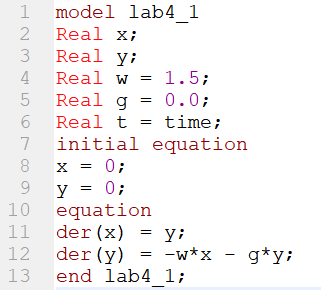 1 model lab4_1
2 Real x;
3 Real y;
4 Real w = 1.5;
5 Real g = 0.0;
6 Real t = time;
7 initial equation
8 x = 0;
9 y = 0;
10 equation
11 der(x) = y;
12 der(y) = -w*x - g*y;
13 end lab4_1;